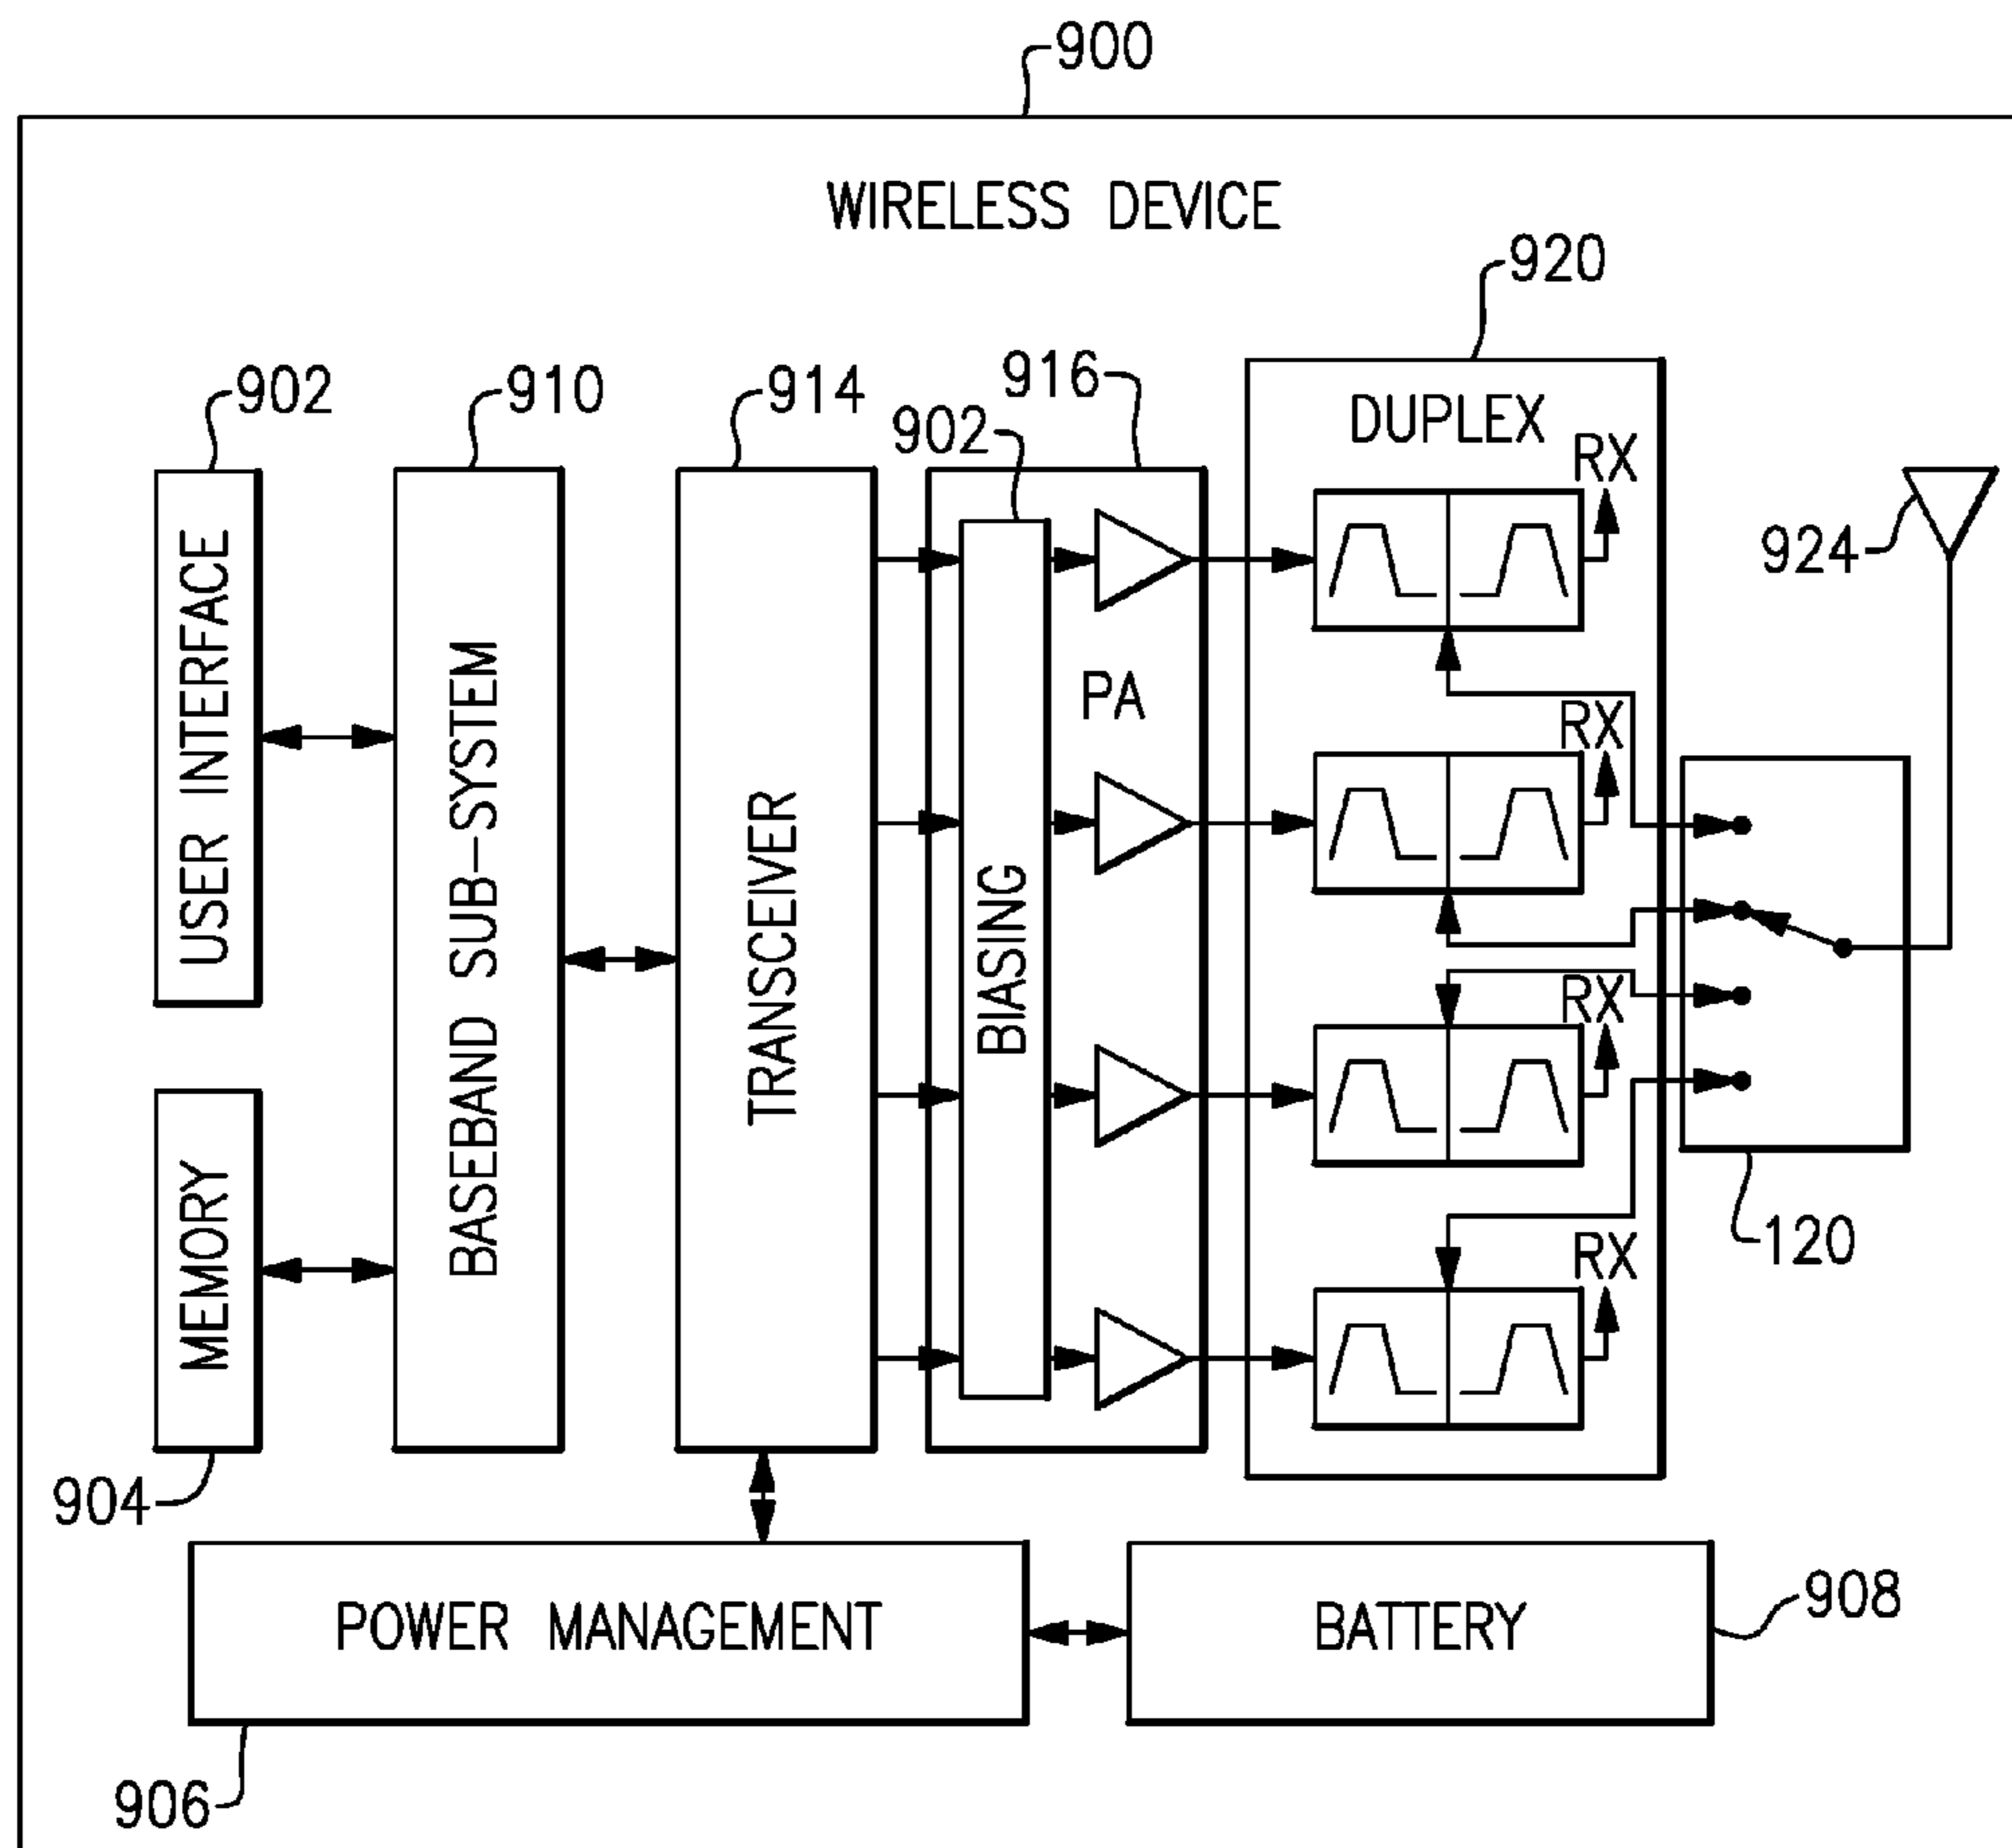 900
WIRELESS DEVICE
920
902
910
914
916
902
DUPLEX
RX
924
USER INTERFACE
BASEBAND SUB-SYSTEM
TRANSCEIVER
BIASING
PA
RX
RX
RX
120
MEMORY
904
POWER MANAGEMENT
BATTERY
908
906